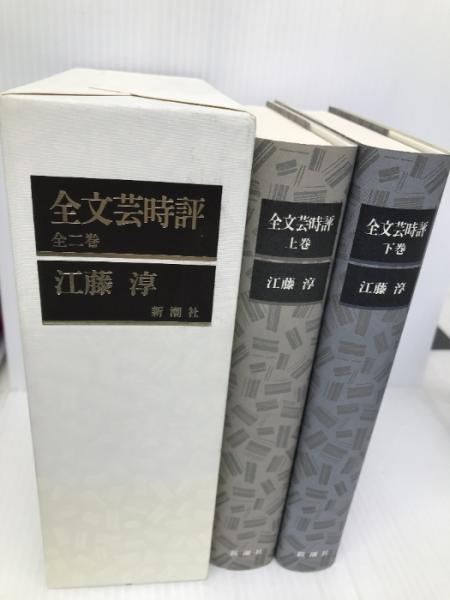 全文芸時評
全二巻
江藤 淳
新潮社
全文芸時評
上巻
江藤 淳
新潮社
全文芸時評
下巻
江藤 淳
新潮社